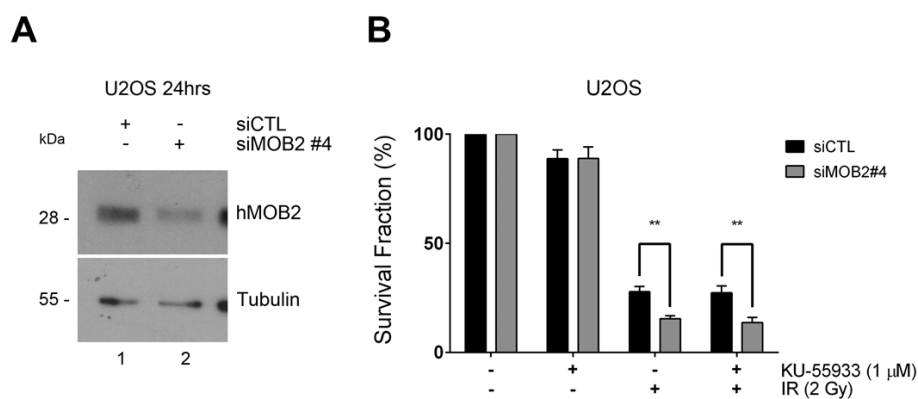 A
U2OS 24hrs
+ - siCTL
kDa
- + siMOB2 #4
28 - hMOB2
55 - Tubulin
1 2
B
U2OS
100
50
0
Survival Fraction (%)
siCTL
siMOB2#4
** **
- + - + KU-55933 (1 μM)
- - + + IR (2 Gy)